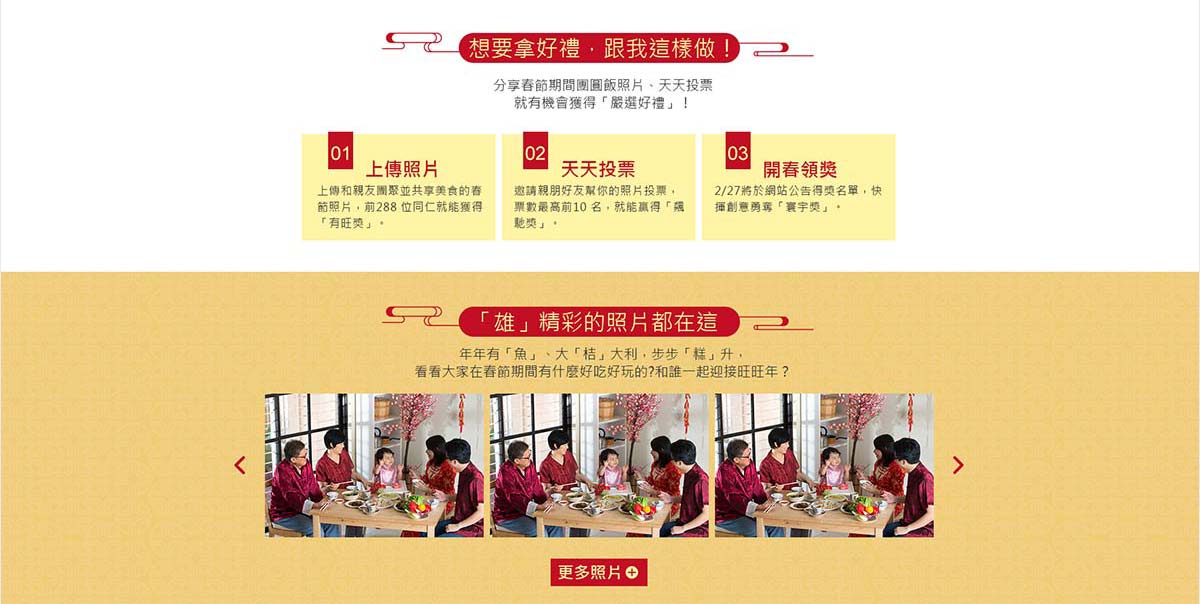 想要拿好禮．跟我這樣做！
分享春節期間團圓飯照片、天天投票
就有機會獲得「嚴選好禮」！
01
上傳照片
上傳和親友團聚並共享美食的春
節照片，前288 位同仁就能獲得
「有旺獎」。
02
天天投票
邀請親朋好友幫你的照片投票，
票數最高前10 名，就能贏得「飆
馳獎」。
03
開春領獎
2/27將於網站公告得獎名單，快
揮創意勇奪「寰宇獎」。
「雄」精彩的照片都在這
年年有「魚」、大「桔」大利，步步「糕」升，
看看大家在春節期間有什麼好吃好玩的?和誰一起迎接旺旺年？
更多照片